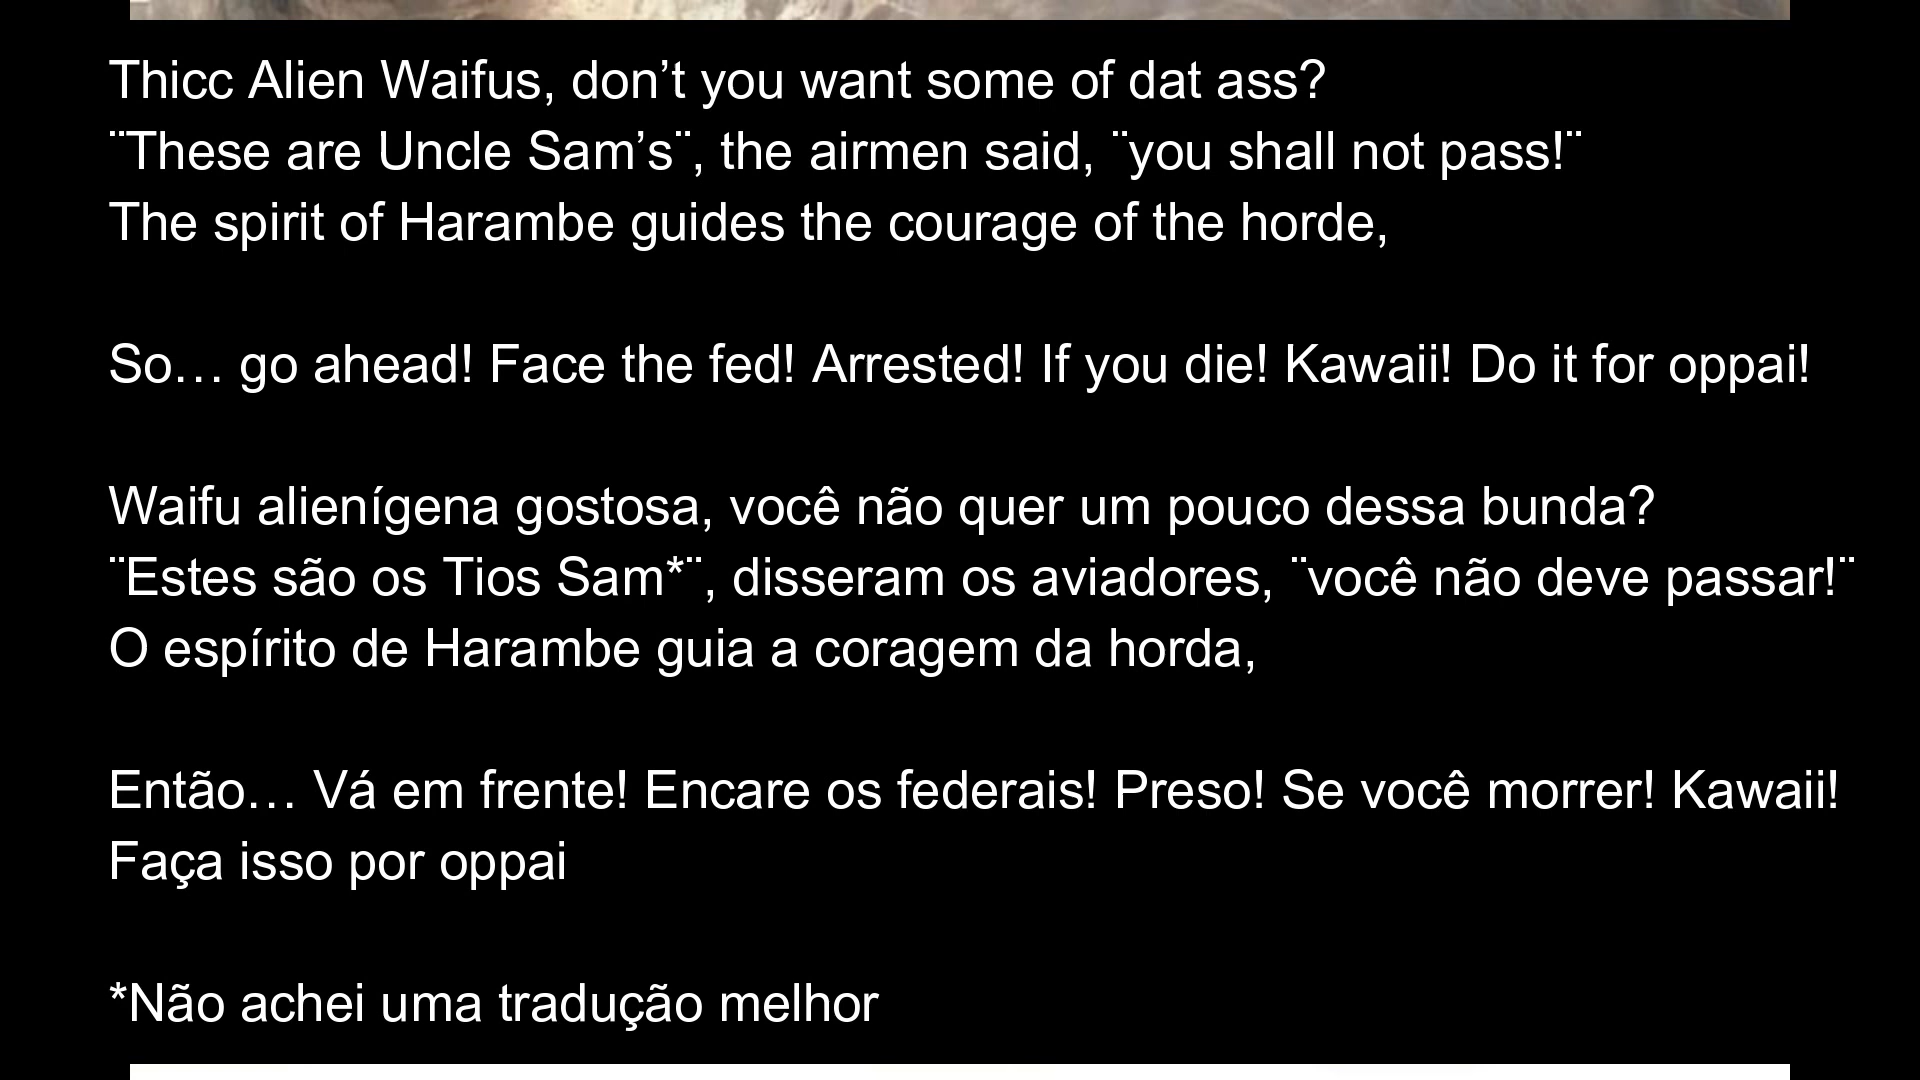 Thicc Alien Waifus, don’t you want some of dat ass?
¨These are Uncle Sam’s¨, the airmen said, ¨you shall not pass!¨
The spirit of Harambe guides the courage of the horde,
So… go ahead! Face the fed! Arrested! If you die! Kawaii! Do it for oppai!
Waifu alienígena gostosa, você não quer um pouco dessa bunda?
¨Estes são os Tios Sam*¨, disseram os aviadores, ¨você não deve passar!¨
O espírito de Harambe guia a coragem da horda,
Então… Vá em frente! Encare os federais! Preso! Se você morrer! Kawaii!
Faça isso por oppai
*Não achei uma tradução melhor